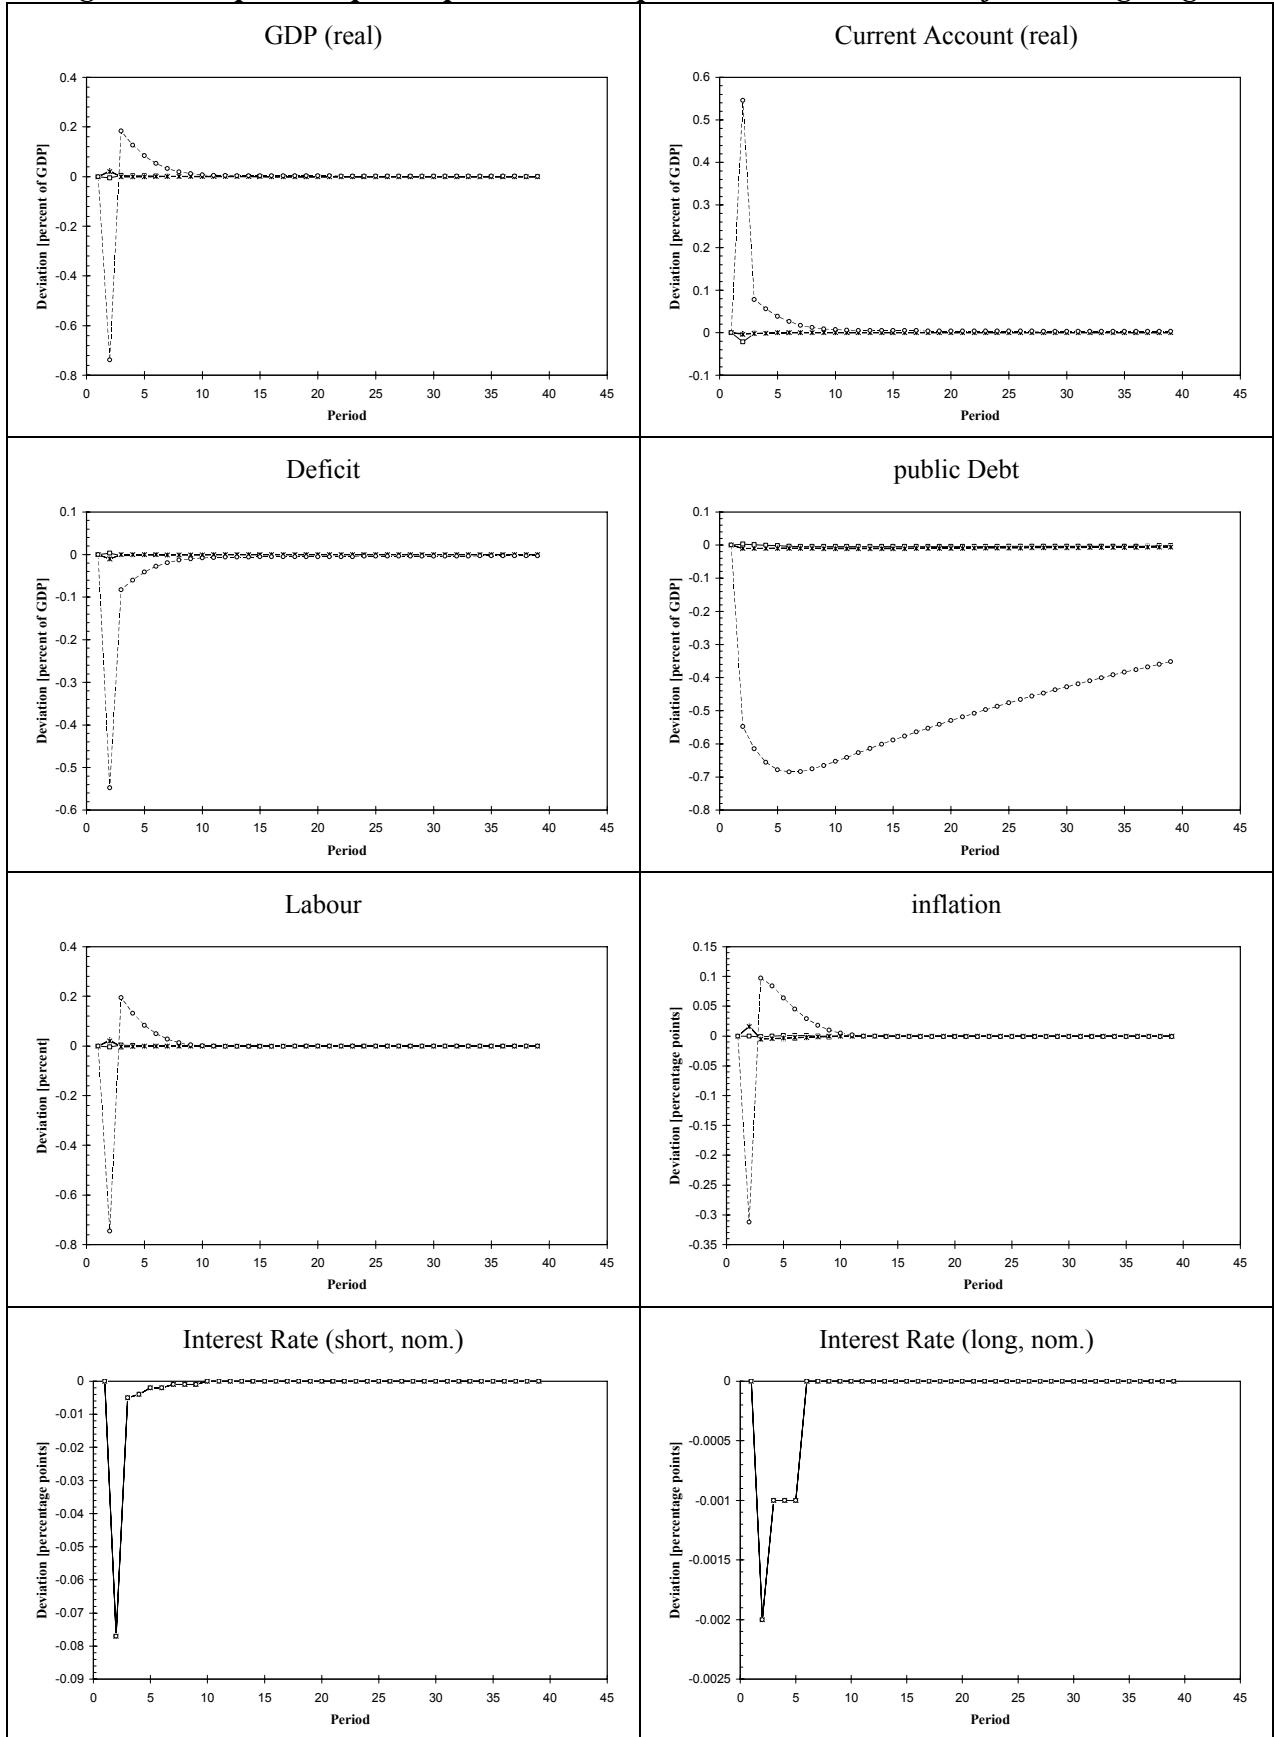 GDP (real)
0.4
0.2
0
-0.2
-0.4
-0.6
-0.8
Deviation [percent of GDP]
0 5 10 15 20 25 30 35 40 45
Period
Current Account (real)
0.6
0.5
0.4
0.3
0.2
0.1
0
-0.1
Deviation [percent of GDP]
0 5 10 15 20 25 30 35 40 45
Period
Deficit
0.1
0
-0.1
-0.2
-0.3
-0.4
-0.5
-0.6
Deviation [percent of GDP]
0 5 10 15 20 25 30 35 40 45
Period
public Debt
0.1
0
-0.1
-0.2
-0.3
-0.4
-0.5
-0.6
-0.7
-0.8
Deviation [percent of GDP]
0 5 10 15 20 25 30 35 40 45
Period
Labour
0.4
0.2
0
-0.2
-0.4
-0.6
-0.8
Deviation [percent]
0 5 10 15 20 25 30 35 40 45
Period
inflation
0.15
0.1
0.05
0
-0.05
-0.1
-0.15
-0.2
-0.25
-0.3
-0.35
Deviation [percentage points]
0 5 10 15 20 25 30 35 40 45
Period
Interest Rate (short, nom.)
0
-0.01
-0.02
-0.03
-0.04
-0.05
-0.06
-0.07
-0.08
-0.09
Deviation [percentage points]
0 5 10 15 20 25 30 35 40 45
Period
Interest Rate (long, nom.)
0
-0.0005
-0.001
-0.0015
-0.002
-0.0025
Deviation [percentage points]
0 5 10 15 20 25 30 35 40 45
Period